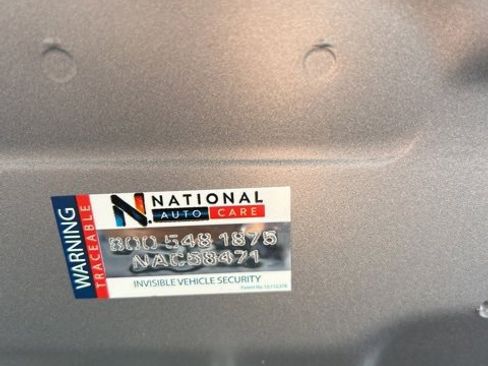 WARNING
TRACEABLE
N. NATIONAL
AUTO CARE
800 548 1875
NAC58471
INVISIBLE VEHICLE SECURITY